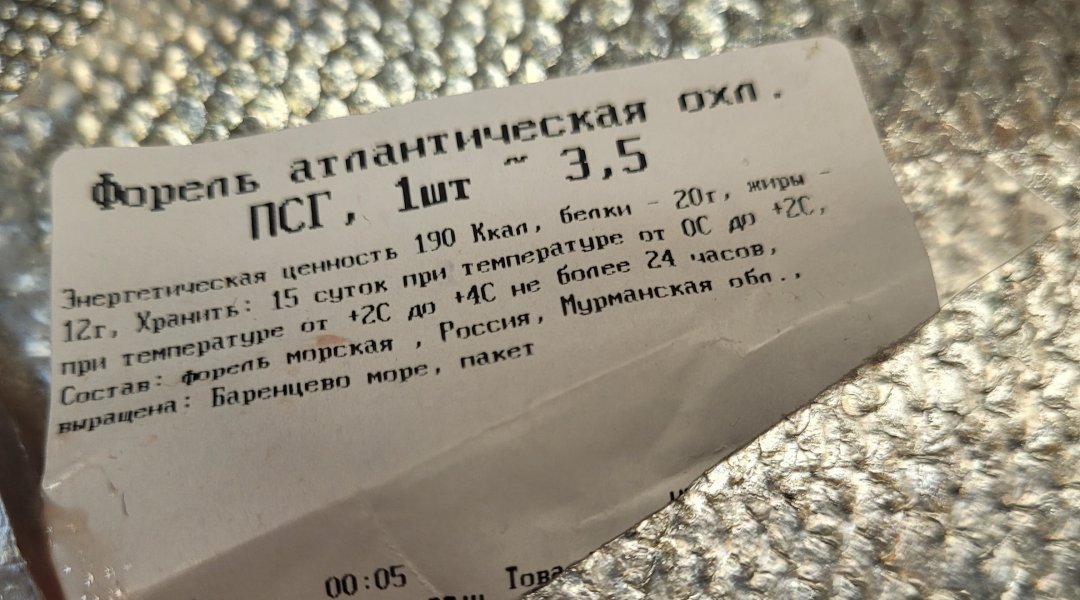 Форель атлантическая охл.
ПСГ, 1шт ~ 3,5
Энергетическая ценность 190 Ккал, белки - 20г, жиры -
12г, Хранить: 15 суток при температуре от 0С до +2С,
при температуре от +2С до +4С не более 24 часов,
Состав: форель морская , Россия, Мурманская обл..,
выращена: Баренцево море, пакет
00:05